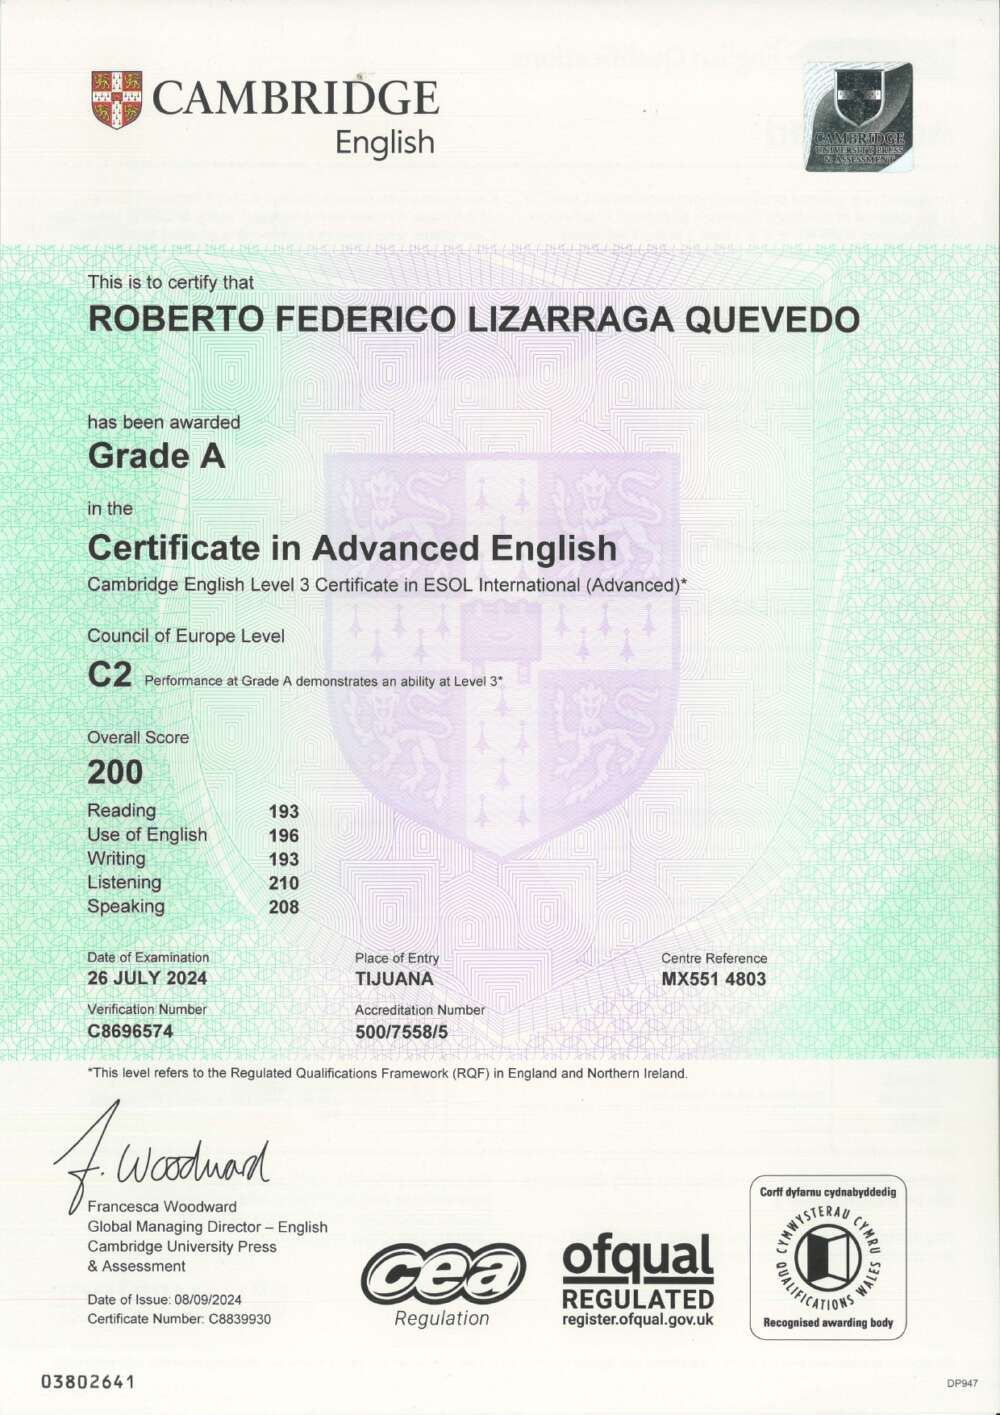 CAMBRIDGE
English
CAMBRIDGE
UNIVERSITY PRESS
& ASSESSMENT
This is to certify that
ROBERTO FEDERICO LIZARRAGA QUEVEDO
has been awarded
Grade A
in the
Certificate in Advanced English
Cambridge English Level 3 Certificate in ESOL International (Advanced)*
Council of Europe Level
C2 Performance at Grade A demonstrates an ability at Level 3*
Overall Score
200
Reading 193
Use of English 196
Writing 193
Listening 210
Speaking 208
Date of Examination Place of Entry Centre Reference
26 JULY 2024 TIJUANA MX551 4803
Verification Number Accreditation Number
C8696574 500/7558/5
*This level refers to the Regulated Qualifications Framework (RQF) in England and Northern Ireland.
F. Woodward
Francesca Woodward
Global Managing Director – English
Cambridge University Press
& Assessment
Date of Issue: 08/09/2024
Certificate Number: C8839930
cea
Regulation
ofqual
REGULATED
register.ofqual.gov.uk
Corff dyfarnu cydnabyddedig
CYMWYSTERAU CYMRU
QUALIFICATIONS WALES
Recognised awarding body
03802641
DP947